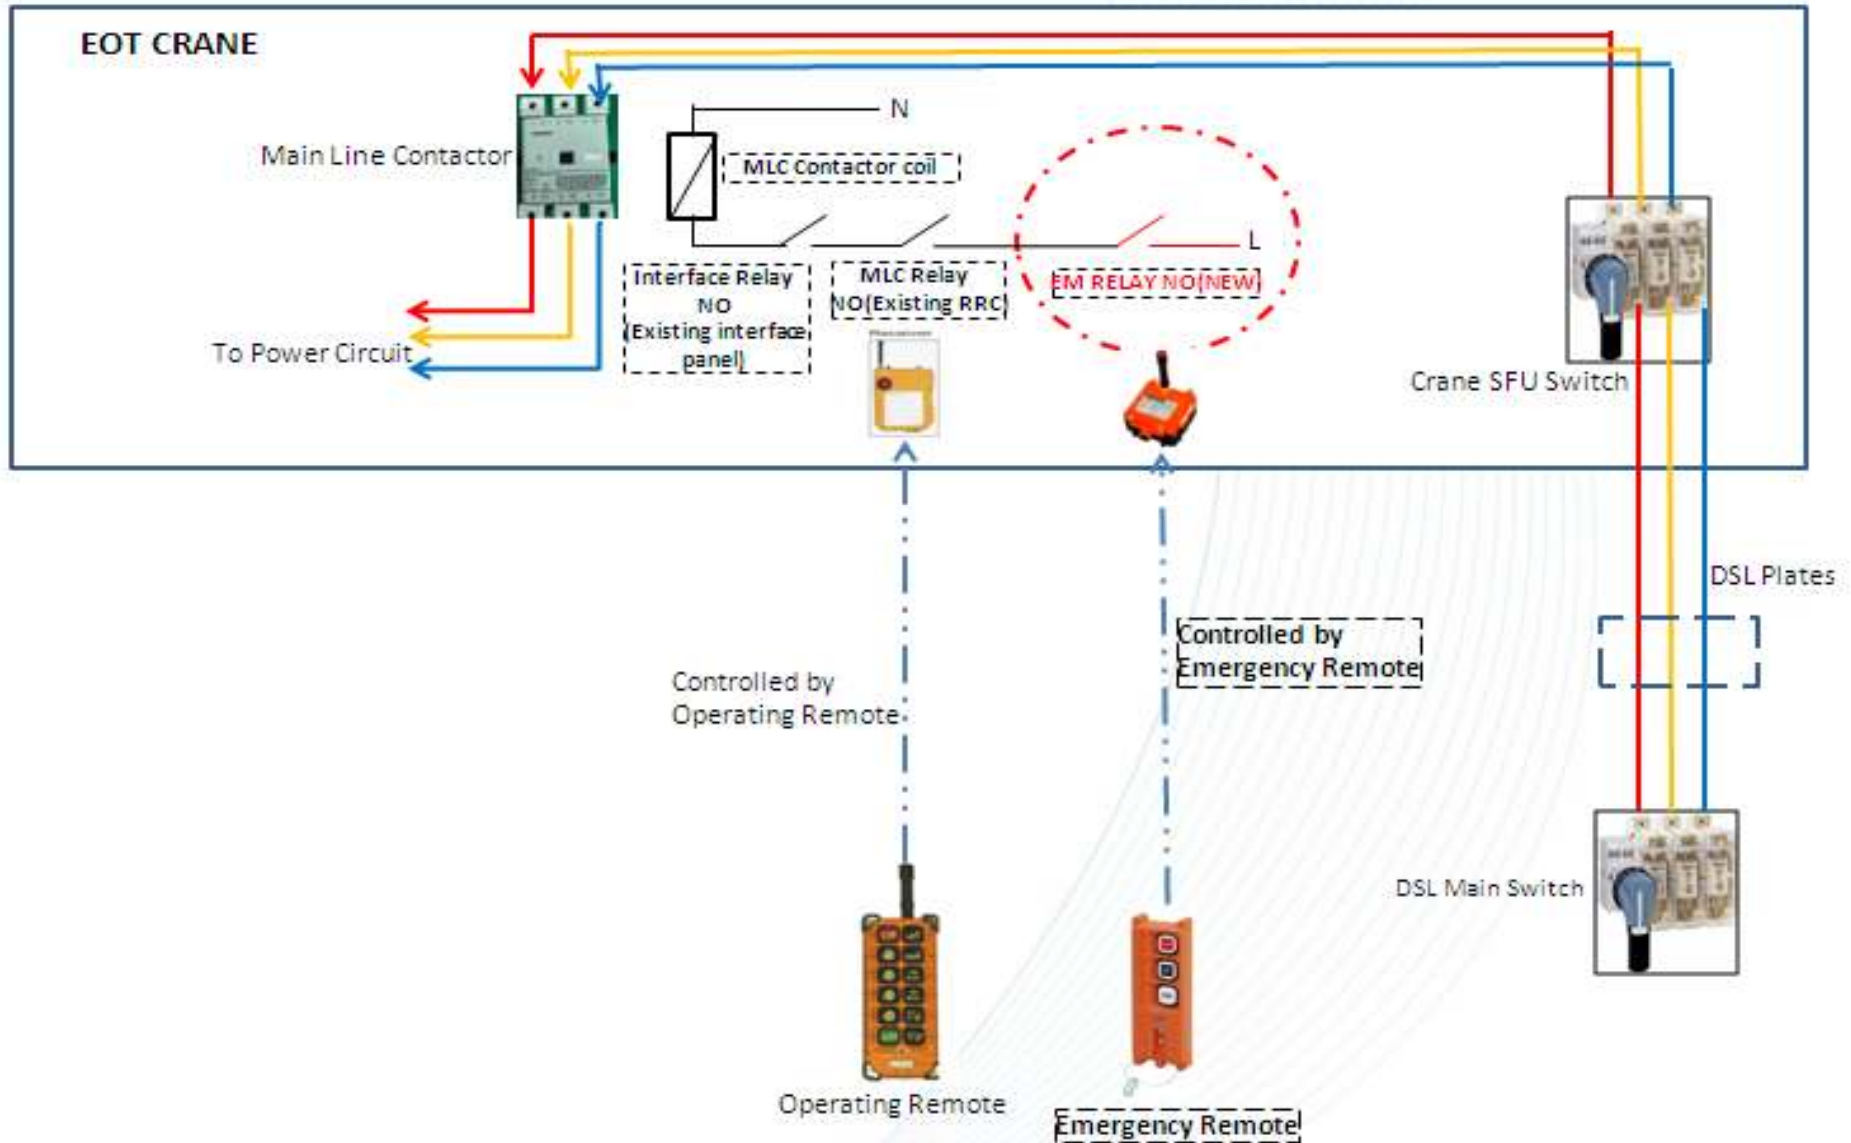 EOT CRANE
Main Line Contactor
N
MLC Contactor coil
L
Interface Relay
NO
(Existing interface
panel)
MLC Relay
NO(Existing RRC)
EM RELAY NO(NEW)
To Power Circuit
Crane SFU Switch
DSL Plates
Controlled by
Emergency Remote
Controlled by
Operating Remote
DSL Main Switch
Operating Remote
Emergency Remote